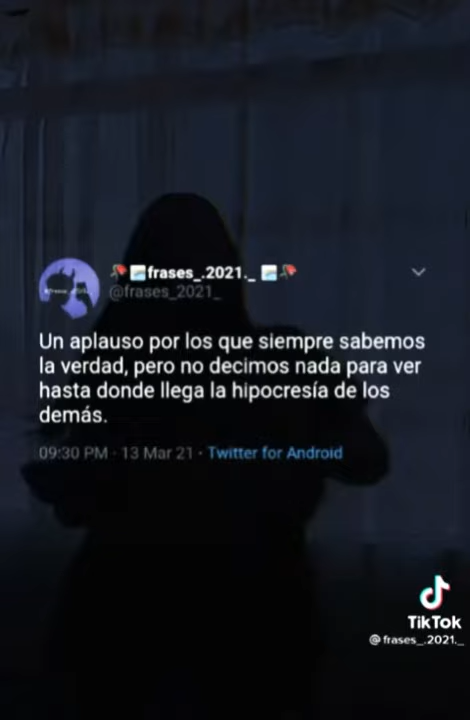 frases_.2021._
@frases_2021_
Un aplauso por los que siempre sabemos
la verdad, pero no decimos nada para ver
hasta donde llega la hipocresía de los
demás.
09:30 PM · 13 Mar 21 · Twitter for Android
TikTok
@frases_.2021._